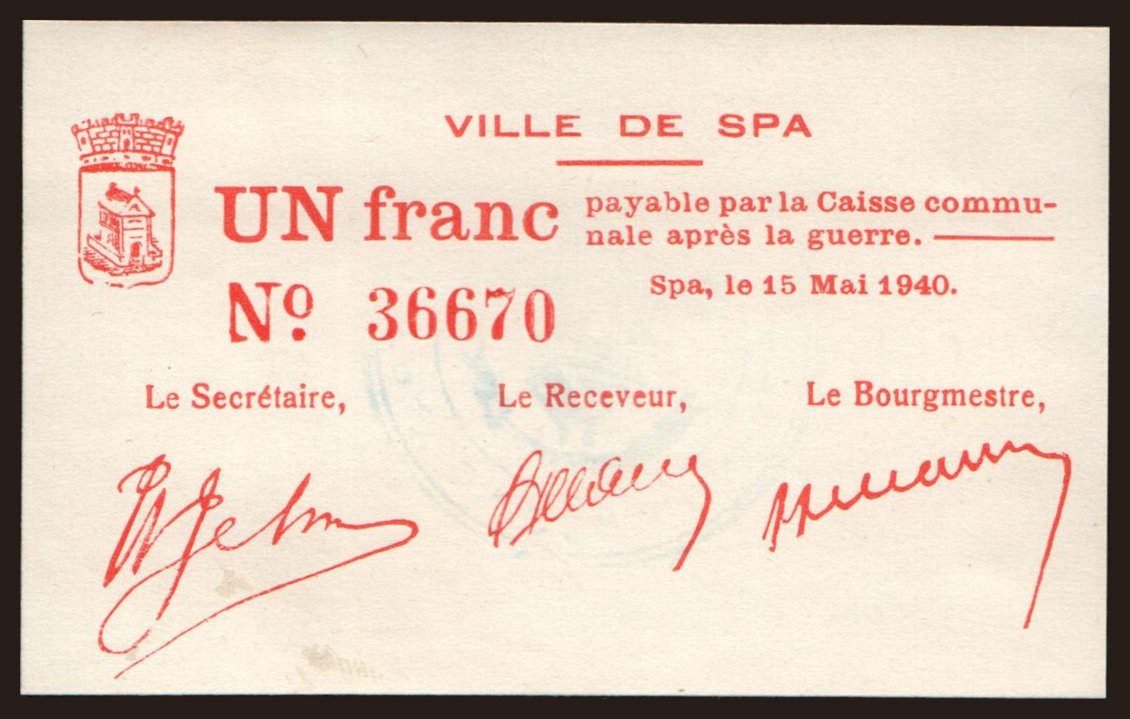 VILLE DE SPA
UN franc
payable par la Caisse commu-
nale après la guerre.
Spa, le 15 Mai 1940.
Nº 36670
Le Secrétaire, Le Receveur, Le Bourgmestre,